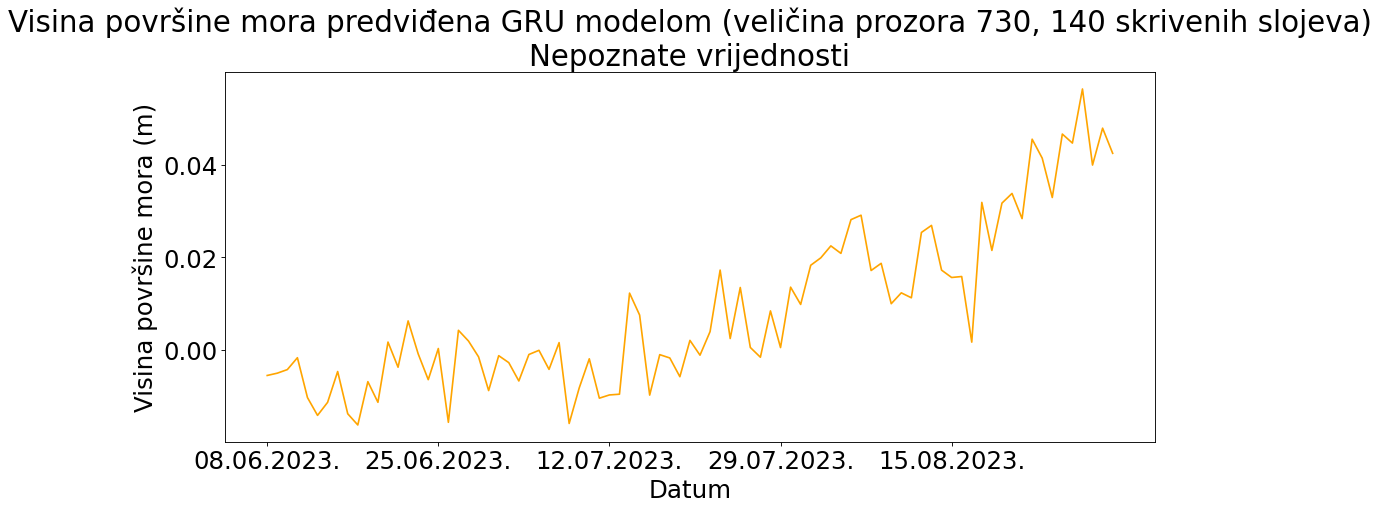 Visina površine mora predviđena GRU modelom (veličina prozora 730, 140 skrivenih slojeva)
Nepoznate vrijednosti
Visina površine mora (m)
0.04
0.02
0.00
08.06.2023. 25.06.2023. 12.07.2023. 29.07.2023. 15.08.2023.
Datum